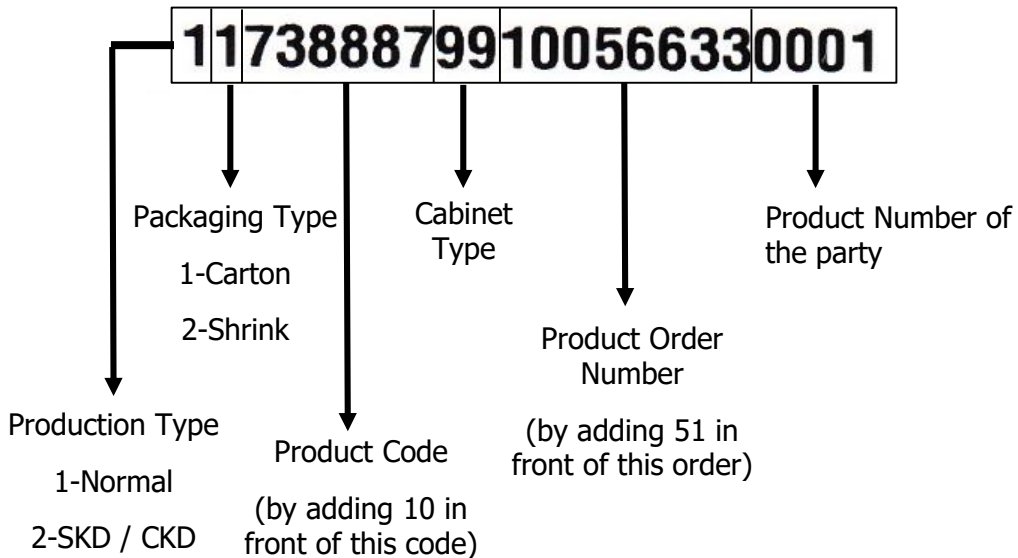 11738887991005666330001
Packaging Type
1-Carton
2-Shrink
Cabinet
Type
Product Number of
the party
Product Order
Number
(by adding 51 in
front of this order)
Production Type
1-Normal
2-SKD / CKD
Product Code
(by adding 10 in
front of this code)